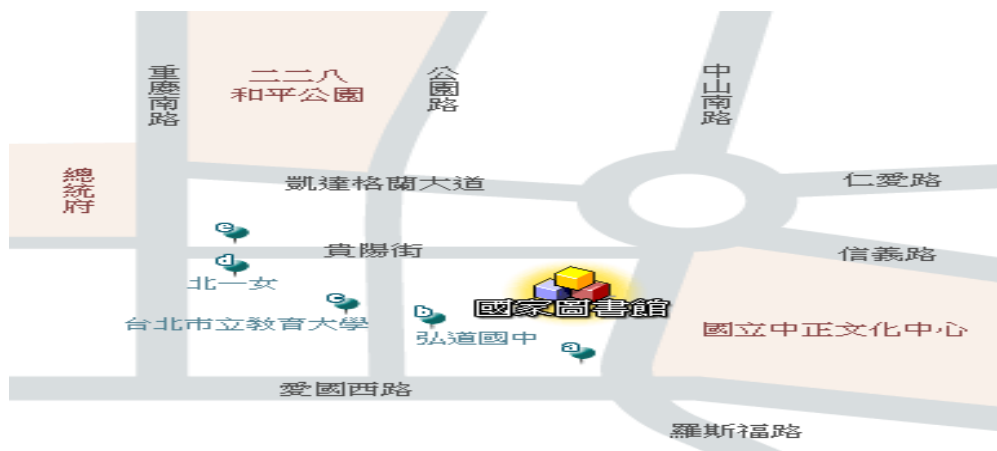 重慶南路
二二八
和平公園
公園路
中山南路
總統府
凱達格蘭大道
仁愛路
e
貴陽街
信義路
d
北一女
c
台北市立教育大學
b
弘道國中
國家圖書館
a
國立中正文化中心
愛國西路
羅斯福路